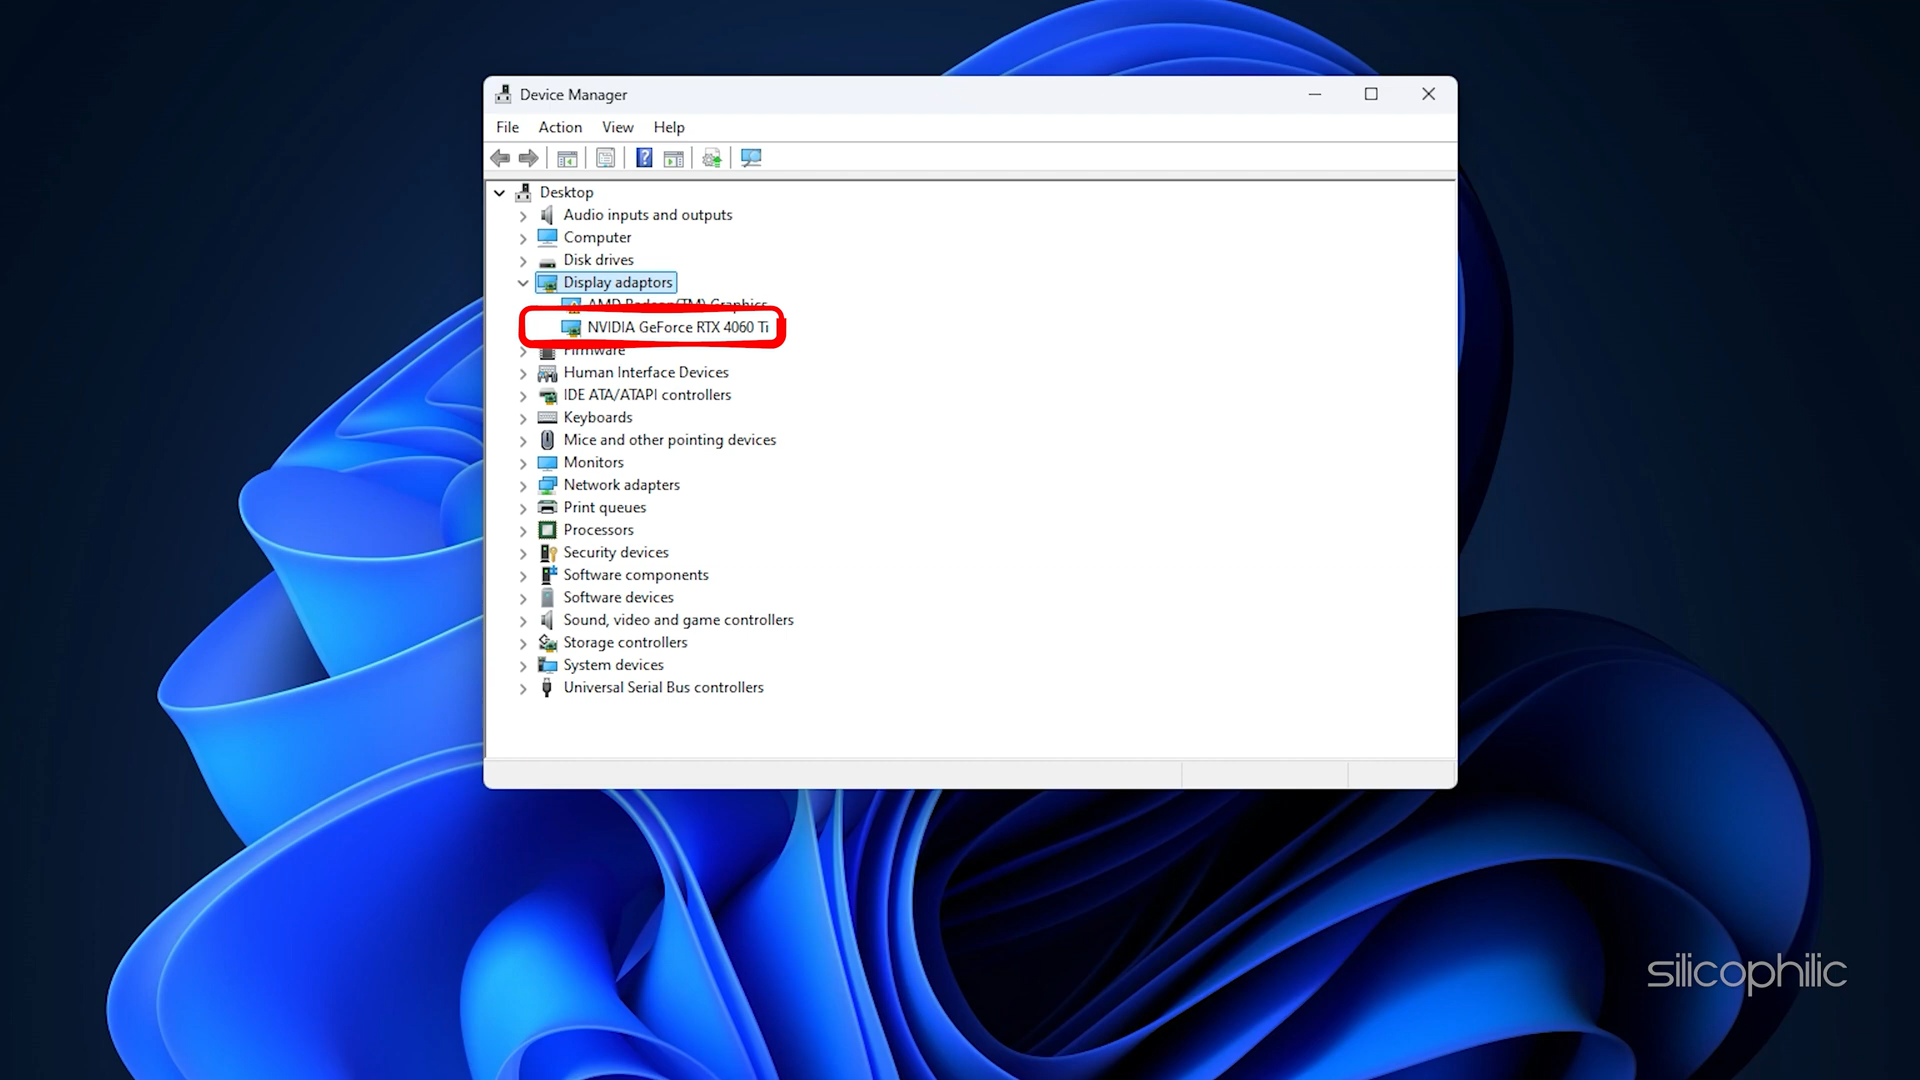 Device Manager
File Action View Help
Desktop
Audio inputs and outputs
Computer
Disk drives
Display adaptors
AMD Radeon(TM) Graphics
NVIDIA GeForce RTX 4060 Ti
Firmware
Human Interface Devices
IDE ATA/ATAPI controllers
Keyboards
Mice and other pointing devices
Monitors
Network adapters
Print queues
Processors
Security devices
Software components
Software devices
Sound, video and game controllers
Storage controllers
System devices
Universal Serial Bus controllers
silicophilic